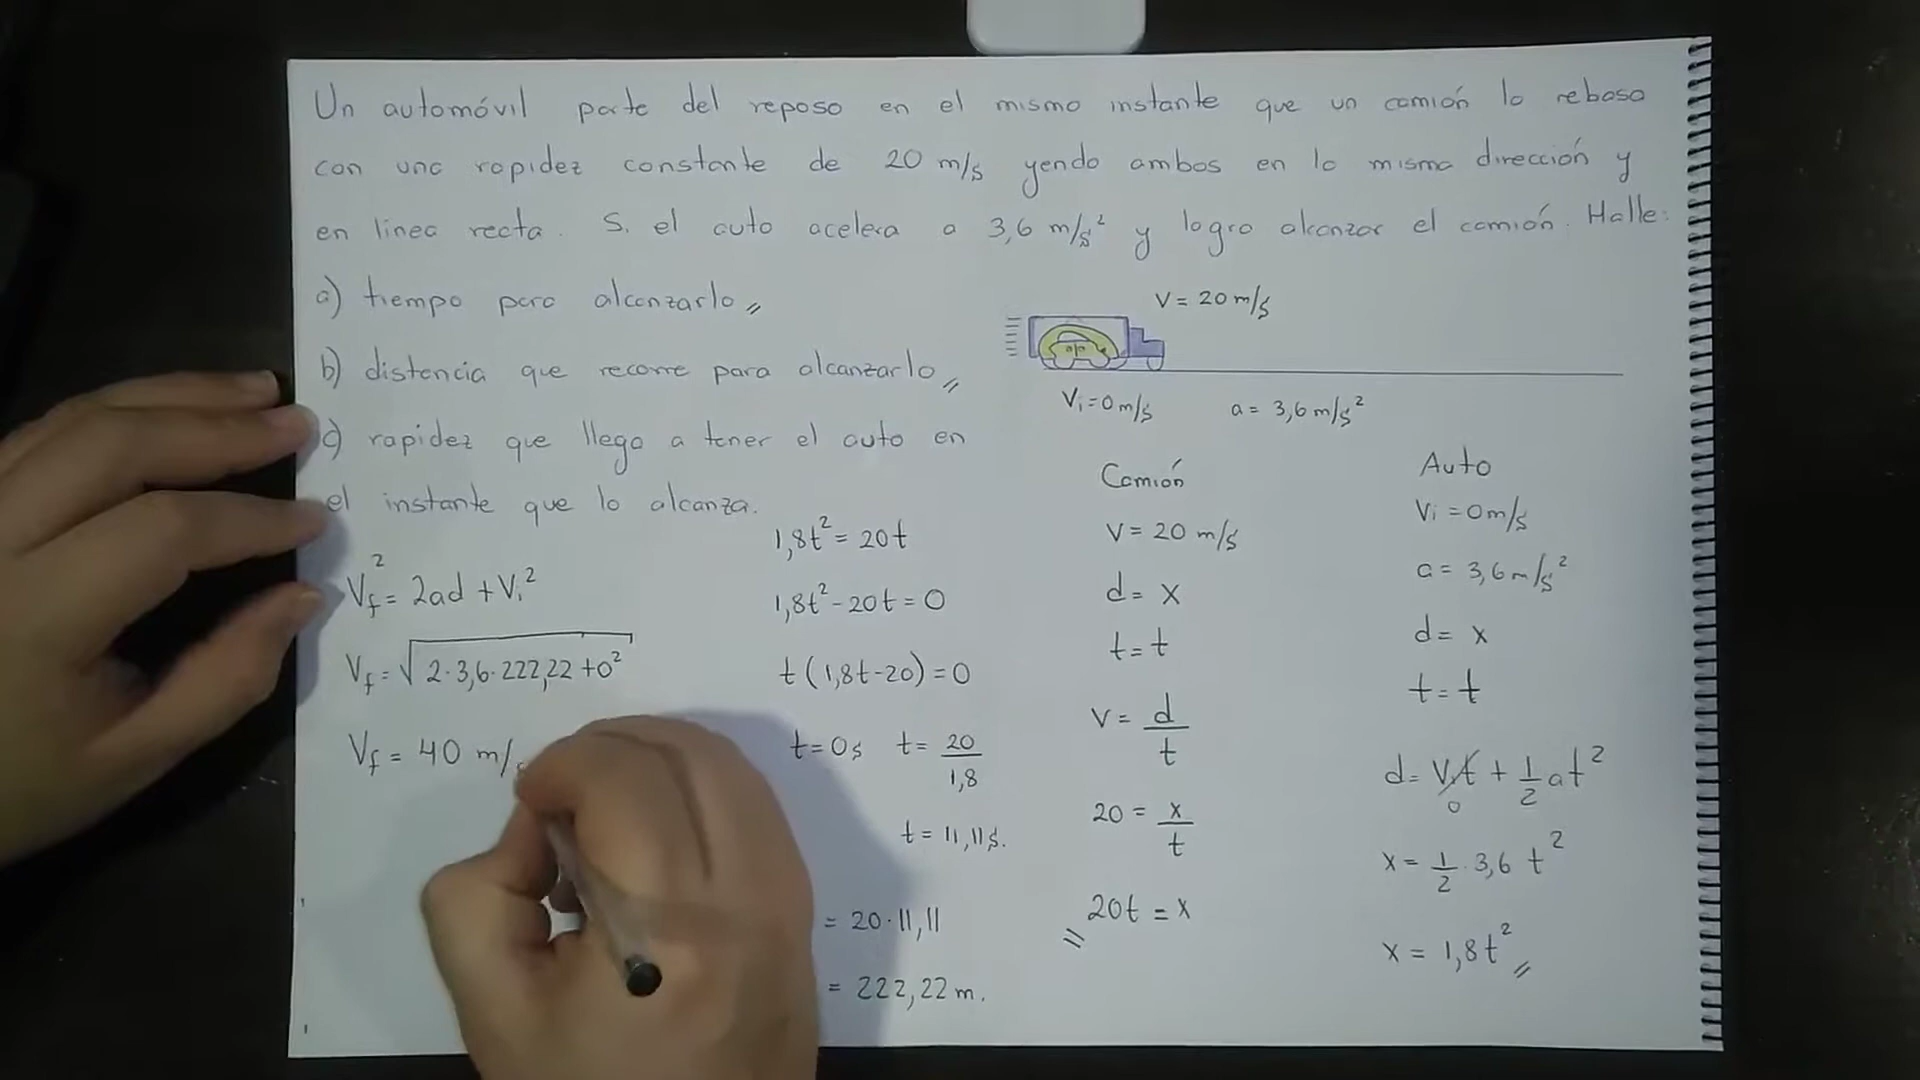 Un automóvil parte del reposo en el mismo instante que un camión lo rebasa
con una rapidez constante de 20 m/s yendo ambos en la misma dirección y
en linea recta. Si el auto acelera a 3,6 m/s² y logra alcanzar el camión. Halle:
a) tiempo para alcanzarlo //
b) distancia que recorre para alcanzarlo //
c) rapidez que llega a tener el auto en
el instante que lo alcanza.
V = 20 m/s
Vi = 0 m/s a = 3,6 m/s²
Vf² = 2ad + Vi²
Vf = √2·3,6·222,22 + 0²
Vf = 40 m/s
1,8t² = 20t
1,8t² - 20t = 0
t (1,8t - 20) = 0
t = 0s t = 20/1,8
t = 11,11s.
= 20·11,11
= 222,22 m.
Camión
V = 20 m/s
d = x
t = t
V = d/t
20 = x/t
// 20t = x
Auto
Vi = 0 m/s
a = 3,6 m/s²
d = x
t = t
d = Vit + 1/2 at²
0
x = 1/2 · 3,6 t²
x = 1,8t² //